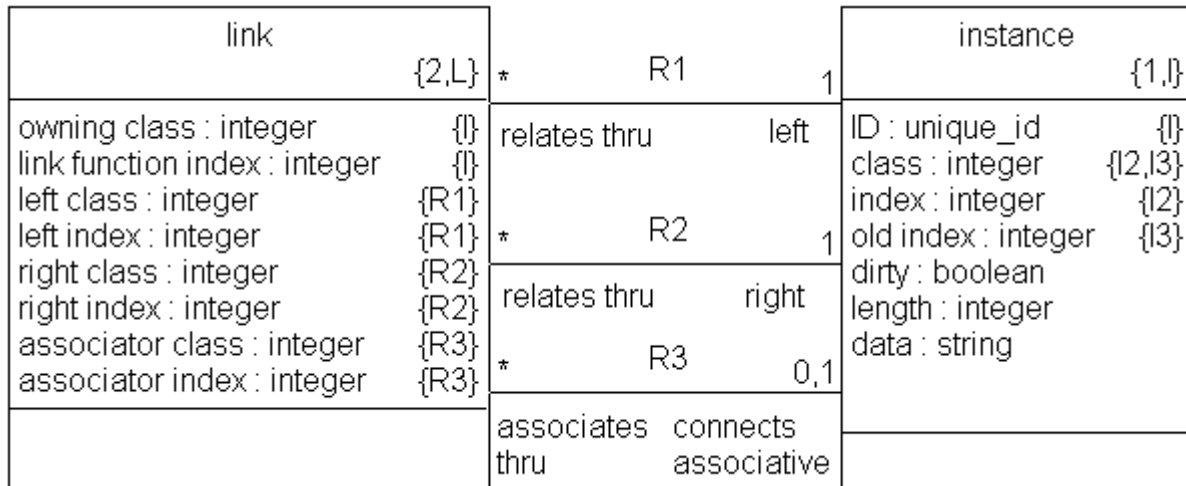 link
{2,L}
owning class : integer {I}
link function index : integer {I}
left class : integer {R1}
left index : integer {R1}
right class : integer {R2}
right index : integer {R2}
associator class : integer {R3}
associator index : integer {R3}
* R1 1
relates thru left
* R2 1
relates thru right
* R3 0,1
associates connects
thru associative
instance
{1,I}
ID : unique_id {I}
class : integer {I2,I3}
index : integer {I2}
old index : integer {I3}
dirty : boolean
length : integer
data : string